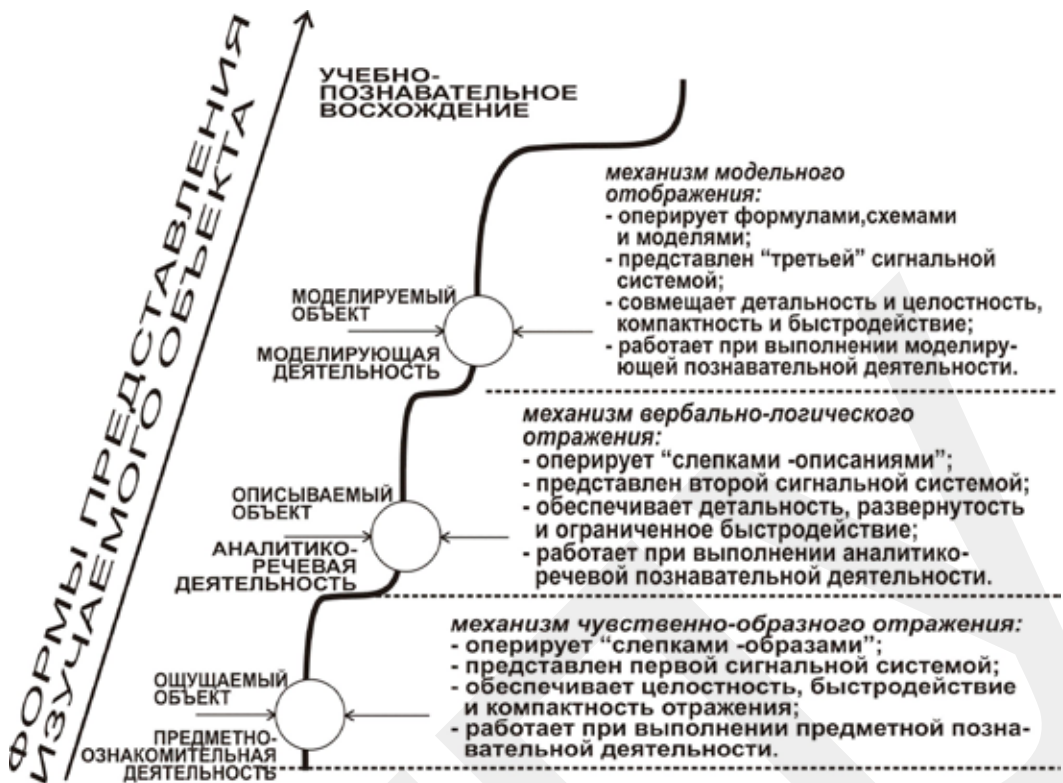 ФОРМЫ ПРЕДСТАВЛЕНИЯ
ИЗУЧАЕМОГО ОБЪЕКТА
УЧЕБНО-
ПОЗНАВАТЕЛЬНОЕ
ВОСХОЖДЕНИЕ
механизм модельного
отображения:
- оперирует формулами,схемами
и моделями;
- представлен “третьей” сигнальной
системой;
- совмещает детальность и целостность,
компактность и быстродействие;
- работает при выполнении моделиру-
ющей познавательной деятельности.
МОДЕЛИРУЕМЫЙ
ОБЪЕКТ
МОДЕЛИРУЮЩАЯ
ДЕЯТЕЛЬНОСТЬ
механизм вербально-логического
отражения:
- оперирует “слепками -описаниями”;
- представлен второй сигнальной системой;
- обеспечивает детальность, развернутость
и ограниченное быстродействие;
- работает при выполнении аналитико-
речевой познавательной деятельности.
ОПИСЫВАЕМЫЙ
ОБЪЕКТ
АНАЛИТИКО-
РЕЧЕВАЯ
ДЕЯТЕЛЬНОСТЬ
механизм чувственно-образного отражения:
- оперирует “слепками -образами”;
- представлен первой сигнальной системой;
- обеспечивает целостность, быстродействие
и компактность отражения;
- работает при выполнении предметной позна-
вательной деятельности.
ОЩУЩАЕМЫЙ
ОБЪЕКТ
ПРЕДМЕТНО-
ОЗНАКОМИТЕЛЬНАЯ
ДЕЯТЕЛЬНОСТЬ